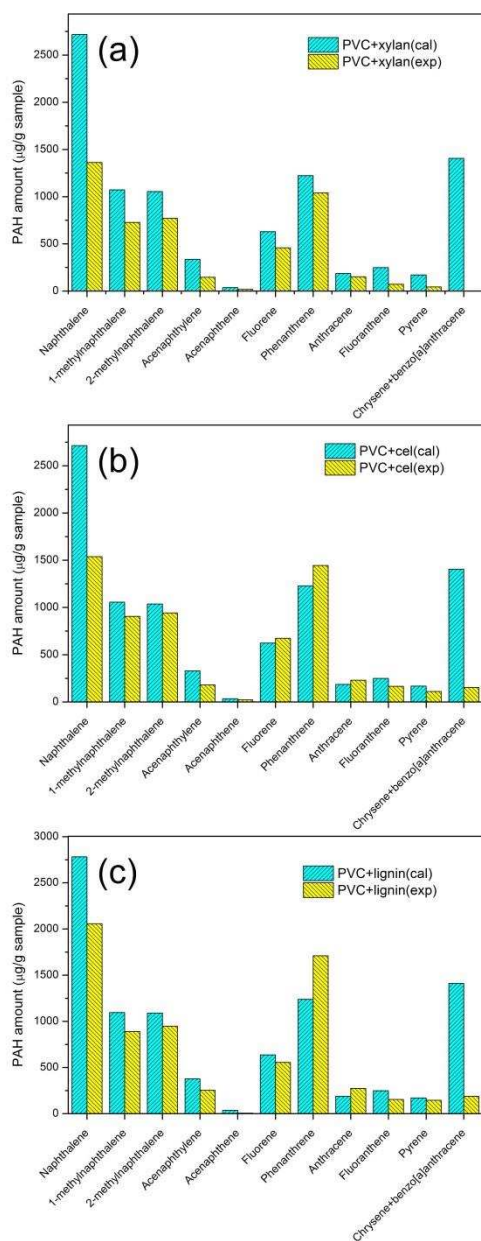 (a)
PVC+xylan(cal)
PVC+xylan(exp)
PAH amount (μg/g sample)
2500
2000
1500
1000
500
0
Naphthalene
1-methylnaphthalene
2-methylnaphthalene
Acenaphthylene
Acenaphthene
Fluorene
Phenanthrene
Anthracene
Fluoranthene
Pyrene
Chrysene+benzo[a]anthracene
(b)
PVC+cel(cal)
PVC+cel(exp)
PAH amount (μg/g sample)
2500
2000
1500
1000
500
0
Naphthalene
1-methylnaphthalene
2-methylnaphthalene
Acenaphthylene
Acenaphthene
Fluorene
Phenanthrene
Anthracene
Fluoranthene
Pyrene
Chrysene+benzo[a]anthracene
(c)
PVC+lignin(cal)
PVC+lignin(exp)
PAH amount (μg/g sample)
3000
2500
2000
1500
1000
500
0
Naphthalene
1-methylnaphthalene
2-methylnaphthalene
Acenaphthylene
Acenaphthene
Fluorene
Phenanthrene
Anthracene
Fluoranthene
Pyrene
Chrysene+benzo[a]anthracene